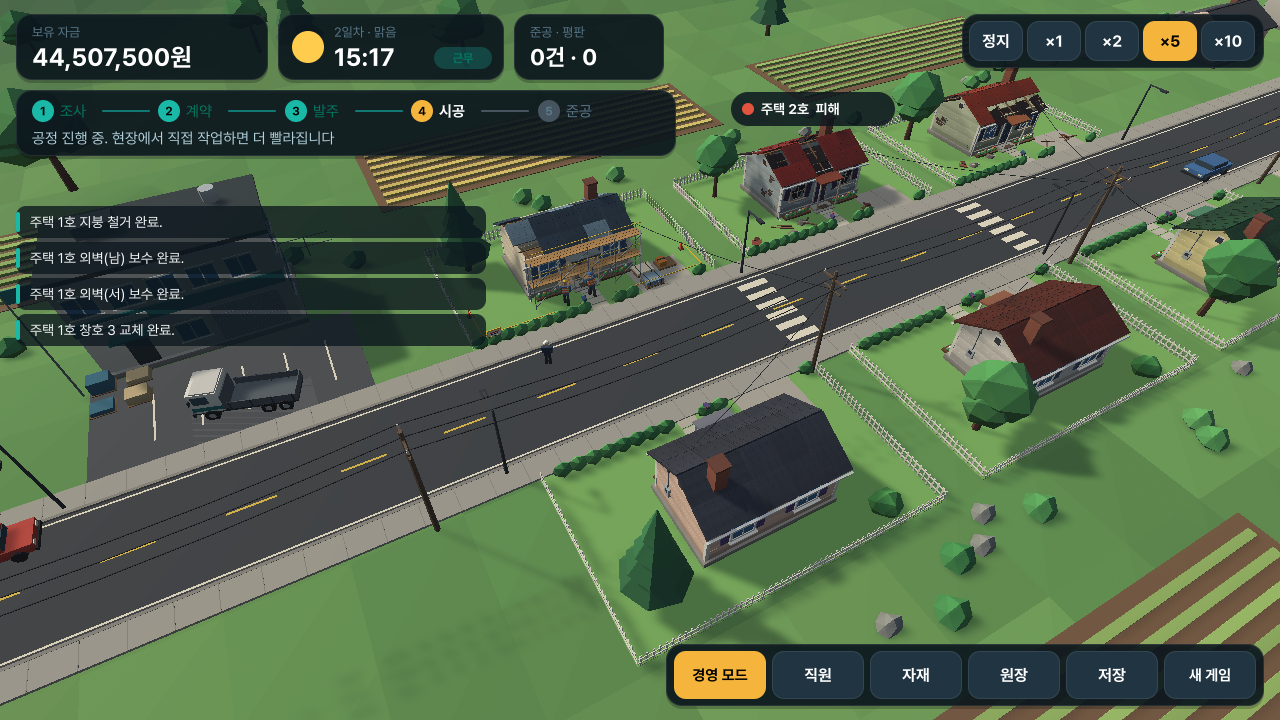 보유 자금
44,507,500원
2일차 · 맑음
15:17
근무
준공 · 평판
0건 · 0
정지
×1
×2
×5
×10
1 조사
2 계약
3 발주
4 시공
5 준공
공정 진행 중. 현장에서 직접 작업하면 더 빨라집니다
주택 2호 피해
주택 1호 지붕 철거 완료.
주택 1호 외벽(남) 보수 완료.
주택 1호 외벽(서) 보수 완료.
주택 1호 창호 3 교체 완료.
경영 모드
직원
자재
원장
저장
새 게임